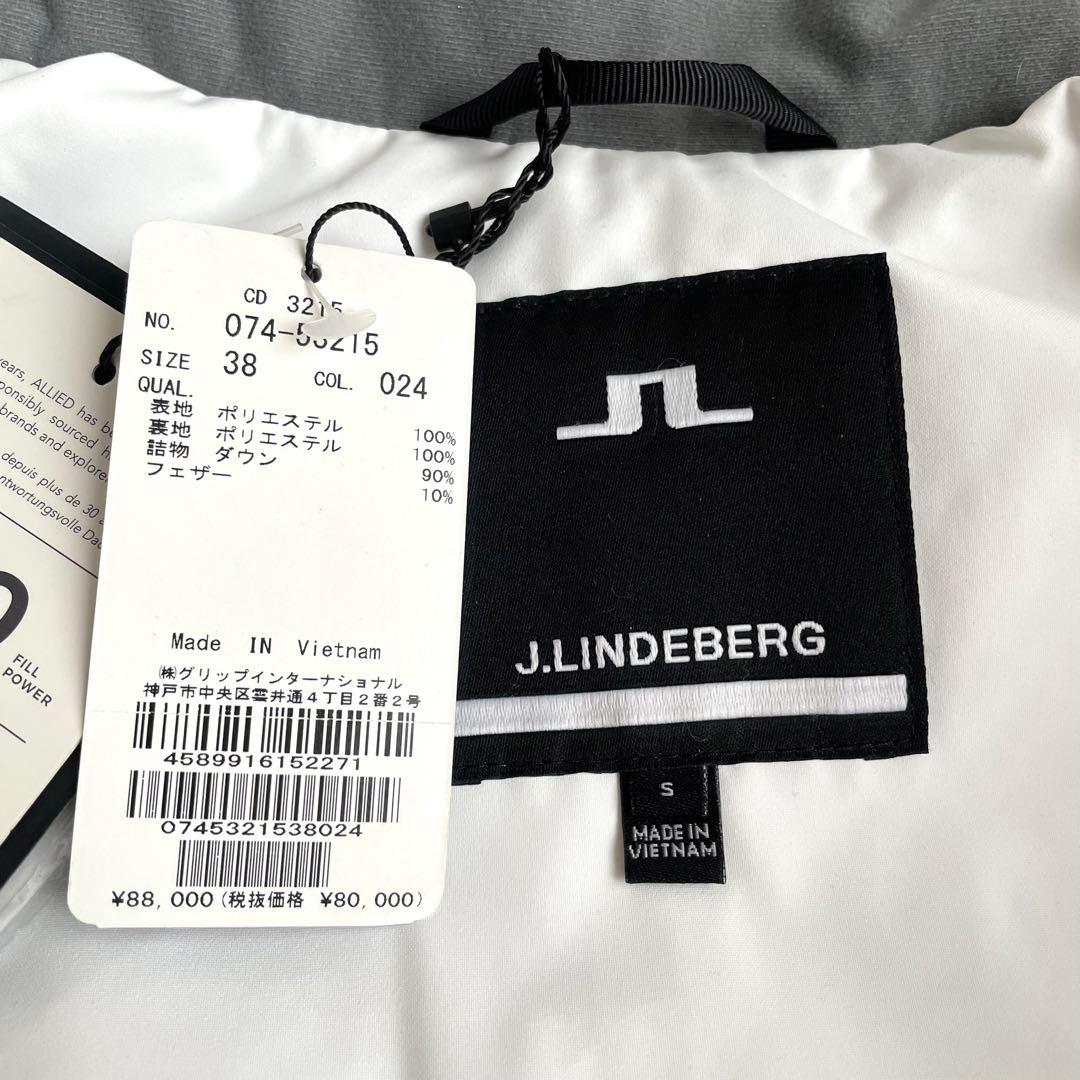 CD 3215
NO. 074-53215
SIZE 38 COL. 024
QUAL.
表地 ポリエステル 100%
裏地 ポリエステル 100%
詰物 ダウン 90%
フェザー 10%
Made IN Vietnam
㈱グリップインターナショナル
神戸市中央区雲井通4丁目2番2号
4589916152271
0745321538024
¥88,000(税抜価格 ¥80,000)
years, ALLIED has
responsibly sourced
brands and explore
depuis plus de 30
FILL
POWER
J.LINDEBERG
S
MADE IN
VIETNAM